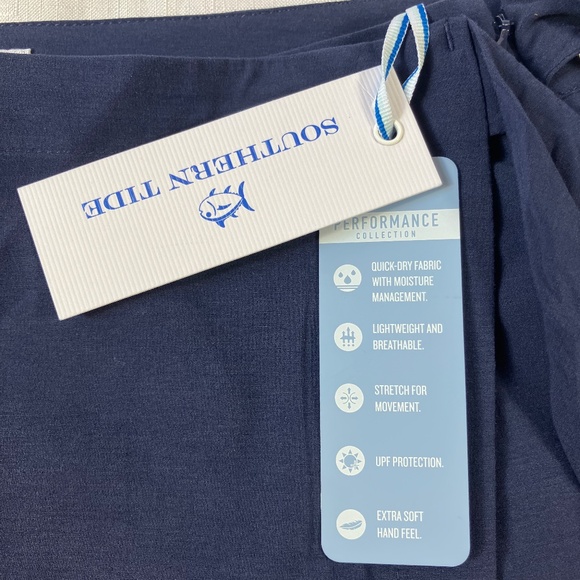 SOUTHERN TIDE
PERFORMANCE
COLLECTION
QUICK-DRY FABRIC
WITH MOISTURE
MANAGEMENT.
LIGHTWEIGHT AND
BREATHABLE.
STRETCH FOR
MOVEMENT.
UPF PROTECTION.
EXTRA SOFT
HAND FEEL.